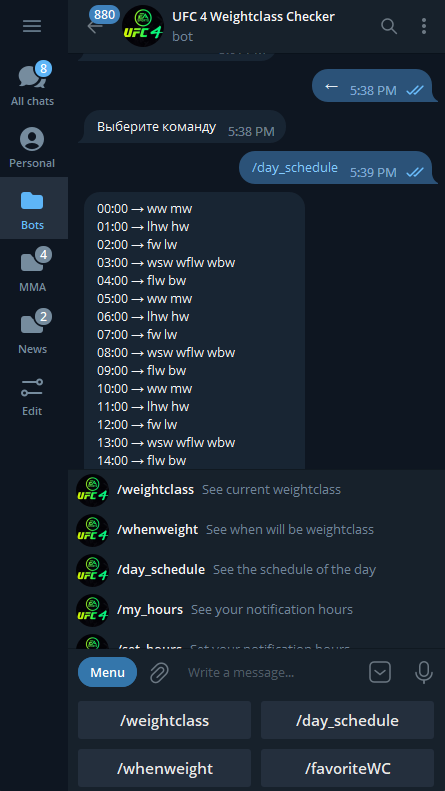 880
UFC 4 Weightclass Checker
bot
8
All chats
Personal
Bots
4
MMA
2
News
Edit
← 5:38 PM
Выберите команду 5:38 PM
/day_schedule 5:39 PM
00:00 → ww mw
01:00 → lhw hw
02:00 → fw lw
03:00 → wsw wflw wbw
04:00 → flw bw
05:00 → ww mw
06:00 → lhw hw
07:00 → fw lw
08:00 → wsw wflw wbw
09:00 → flw bw
10:00 → ww mw
11:00 → lhw hw
12:00 → fw lw
13:00 → wsw wflw wbw
14:00 → flw bw
/weightclass See current weightclass
/whenweight See when will be weightclass
/day_schedule See the schedule of the day
/my_hours See your notification hours
/set_hours Set your notification hours
Menu
Write a message...
/weightclass
/day_schedule
/whenweight
/favoriteWC